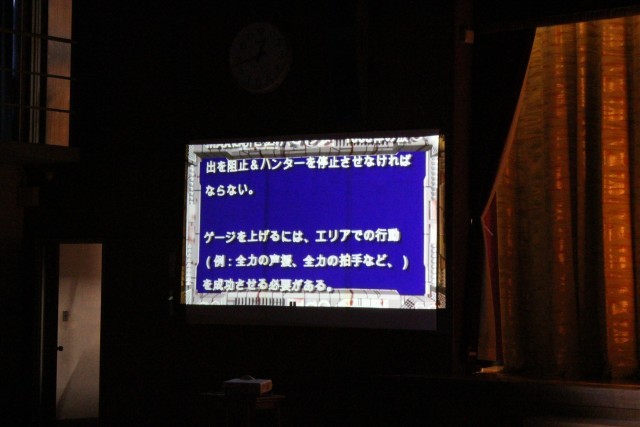 出を阻止&ハンターを停止させなければ
ならない。
ゲージを上げるには、エリアでの行動
(例:全力の声援、全力の拍手など、)
を成功させる必要がある。